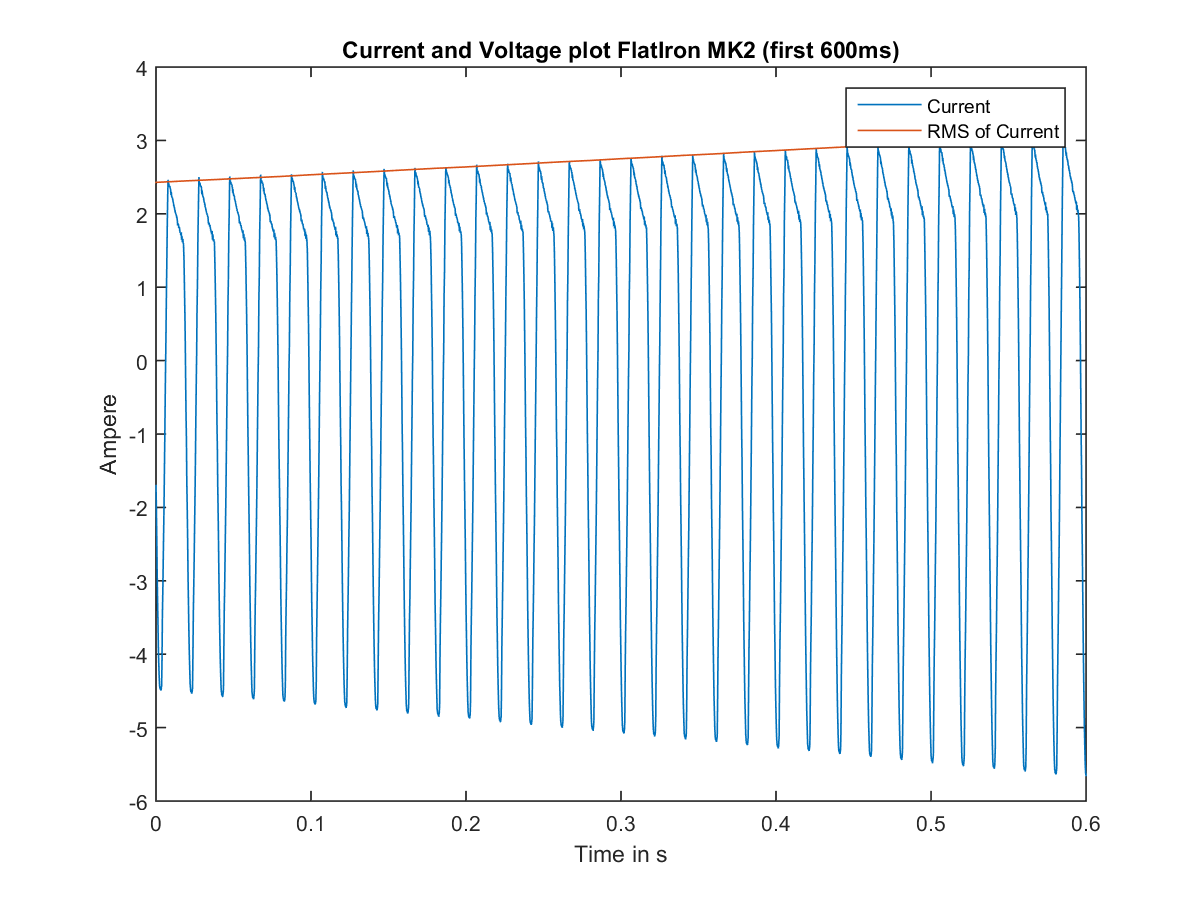 Current and Voltage plot FlatIron MK2 (first 600ms)
Current
RMS of Current
4
3
2
1
0
-1
-2
-3
-4
-5
-6
Ampere
0 0.1 0.2 0.3 0.4 0.5 0.6
Time in s